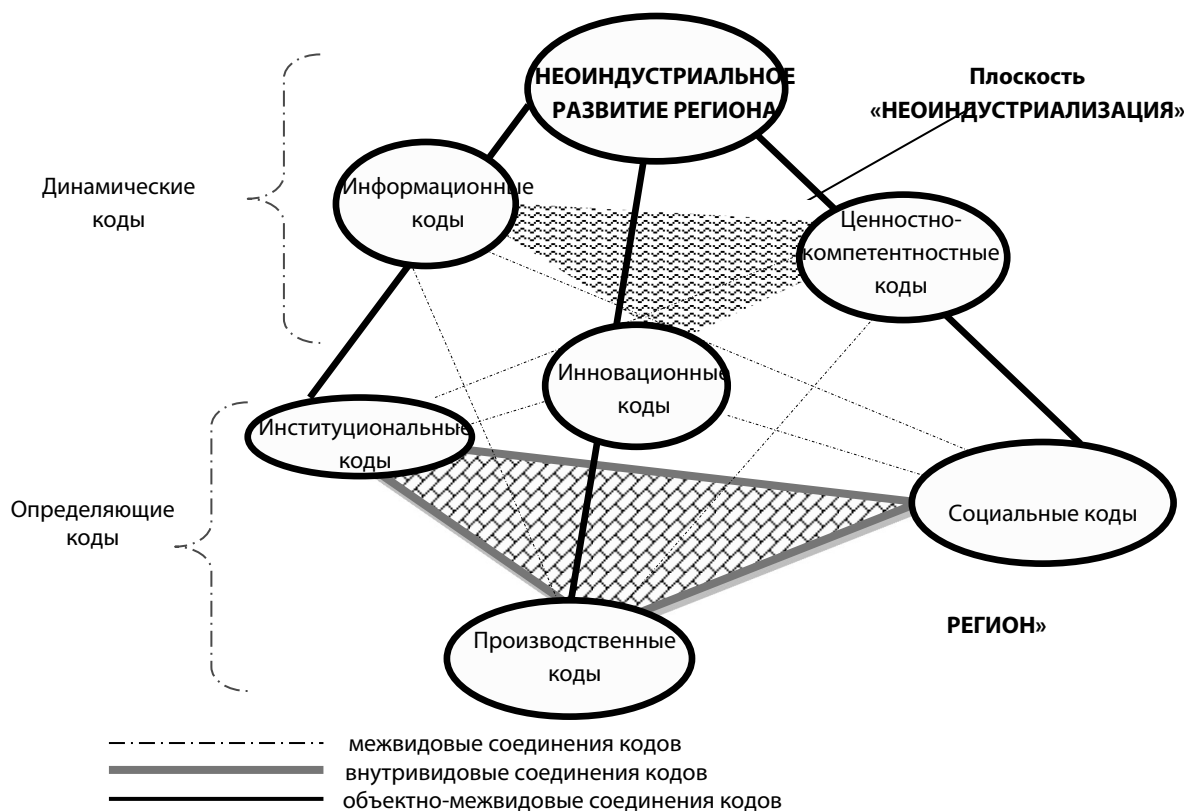 НЕОИНДУСТРИАЛЬНОЕ
РАЗВИТИЕ РЕГИОНА
Плоскость
«НЕОИНДУСТРИАЛИЗАЦИЯ»
Динамические
коды
Информационные
коды
Ценностно-
компетентностные
коды
Инновационные
коды
Институциональные
коды
Определяющие
коды
Социальные коды
РЕГИОН»
Производственные
коды
межвидовые соединения кодов
внутривидовые соединения кодов
объектно-межвидовые соединения кодов